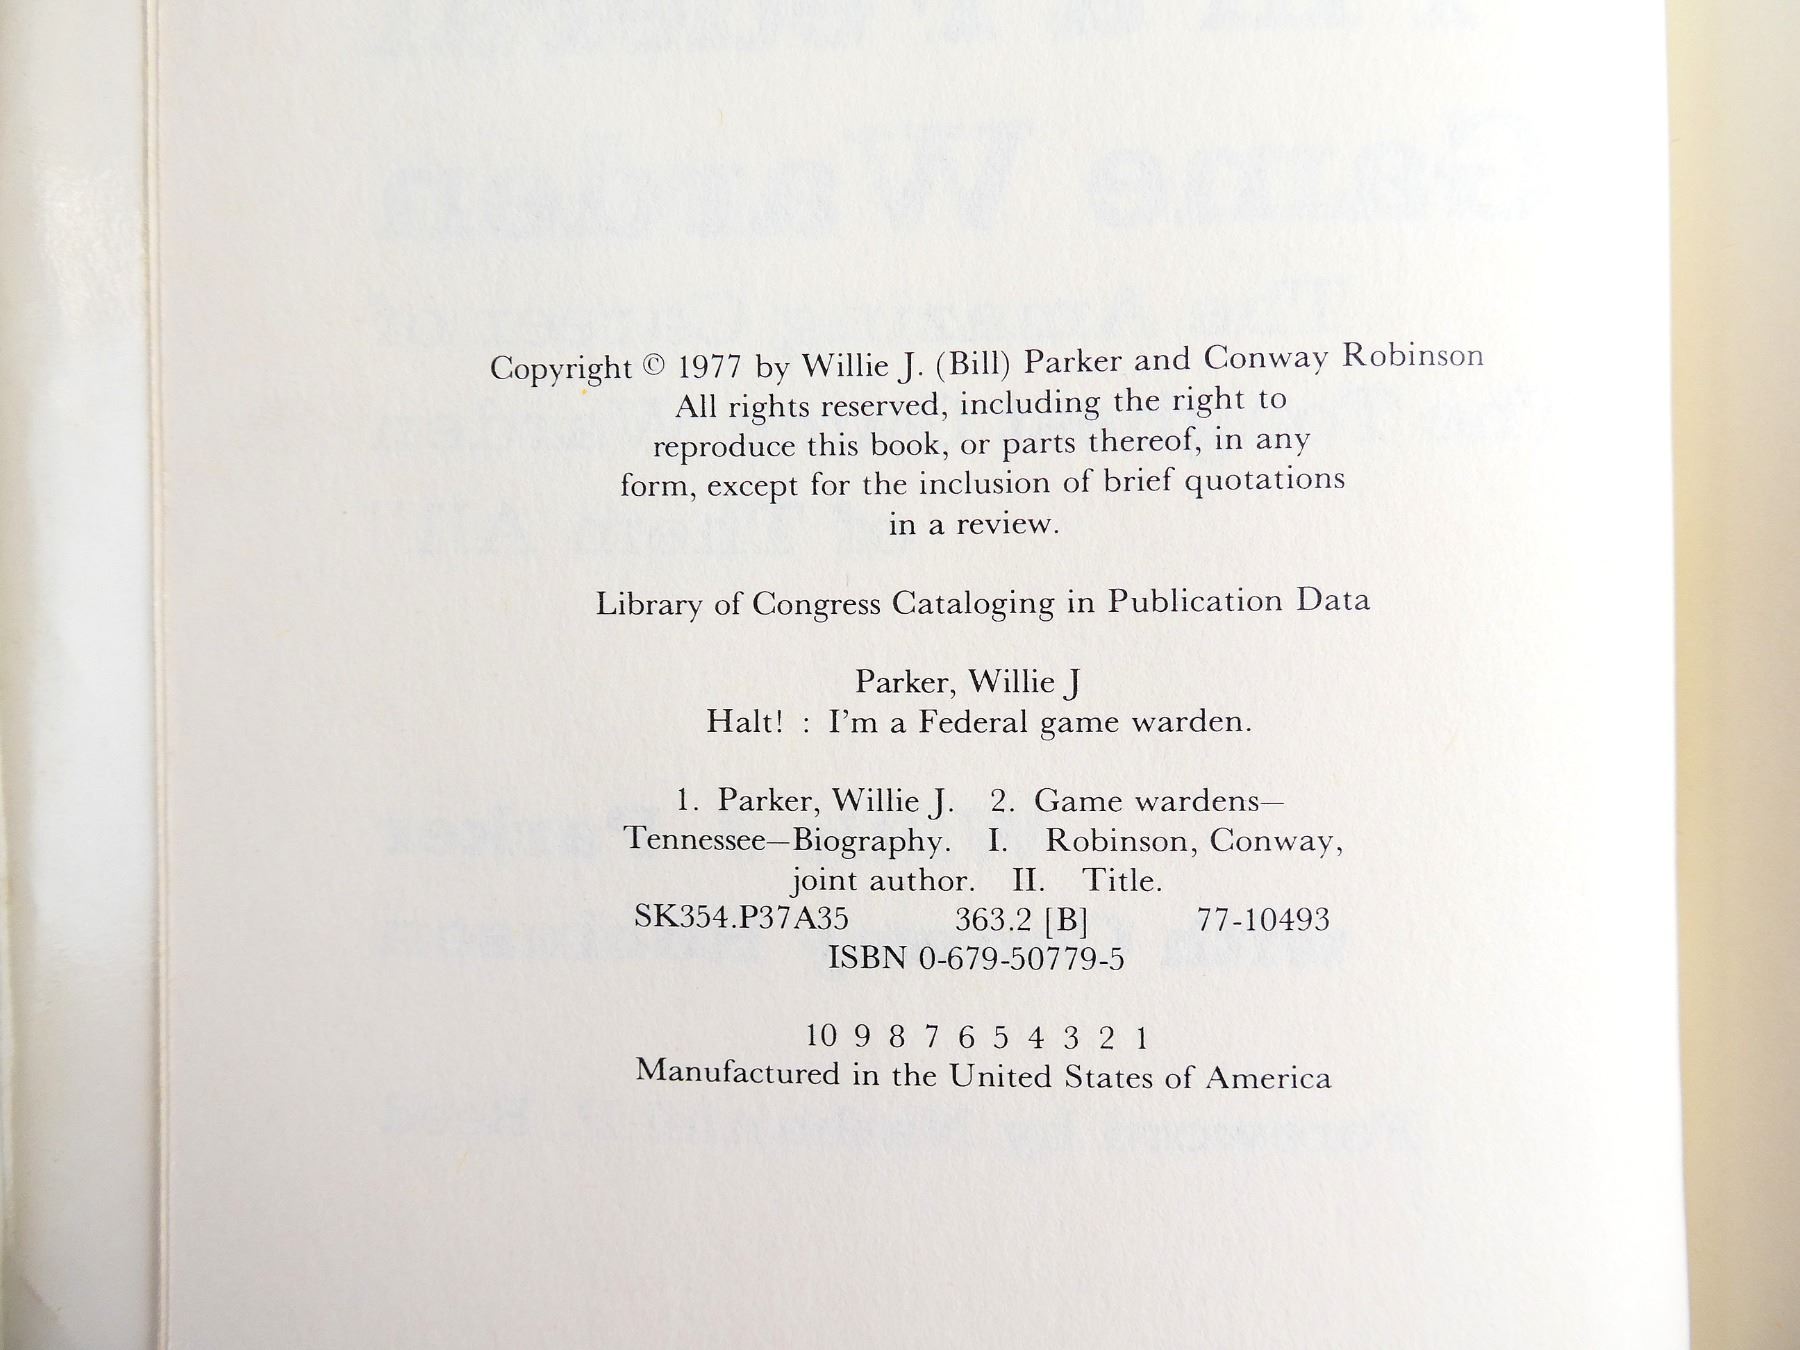 Copyright © 1977 by Willie J. (Bill) Parker and Conway Robinson
All rights reserved, including the right to
reproduce this book, or parts thereof, in any
form, except for the inclusion of brief quotations
in a review.
Library of Congress Cataloging in Publication Data
Parker, Willie J
Halt! : I'm a Federal game warden.
1. Parker, Willie J. 2. Game wardens—
Tennessee—Biography. I. Robinson, Conway,
joint author. II. Title.
SK354.P37A35 363.2 [B] 77-10493
ISBN 0-679-50779-5
10 9 8 7 6 5 4 3 2 1
Manufactured in the United States of America